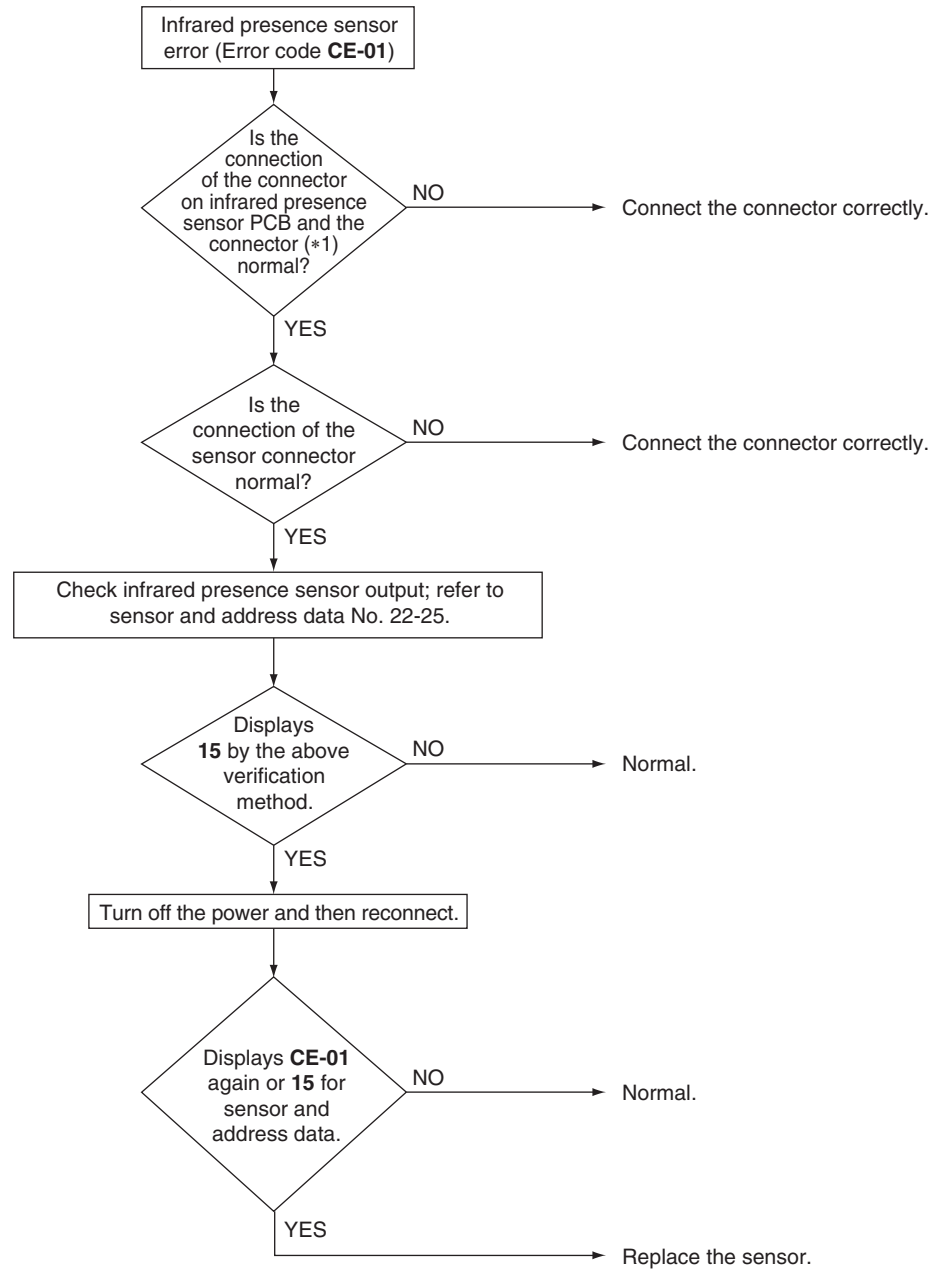 Infrared presence sensor
error (Error code CE-01)
Is the
connection
of the connector
on infrared presence
sensor PCB and the
connector (*1)
normal?
NO
Connect the connector correctly.
YES
Is the
connection of the
sensor connector
normal?
NO
Connect the connector correctly.
YES
Check infrared presence sensor output; refer to
sensor and address data No. 22-25.
Displays
15 by the above
verification
method.
NO
Normal.
YES
Turn off the power and then reconnect.
Displays CE-01
again or 15 for
sensor and
address data.
NO
Normal.
YES
Replace the sensor.